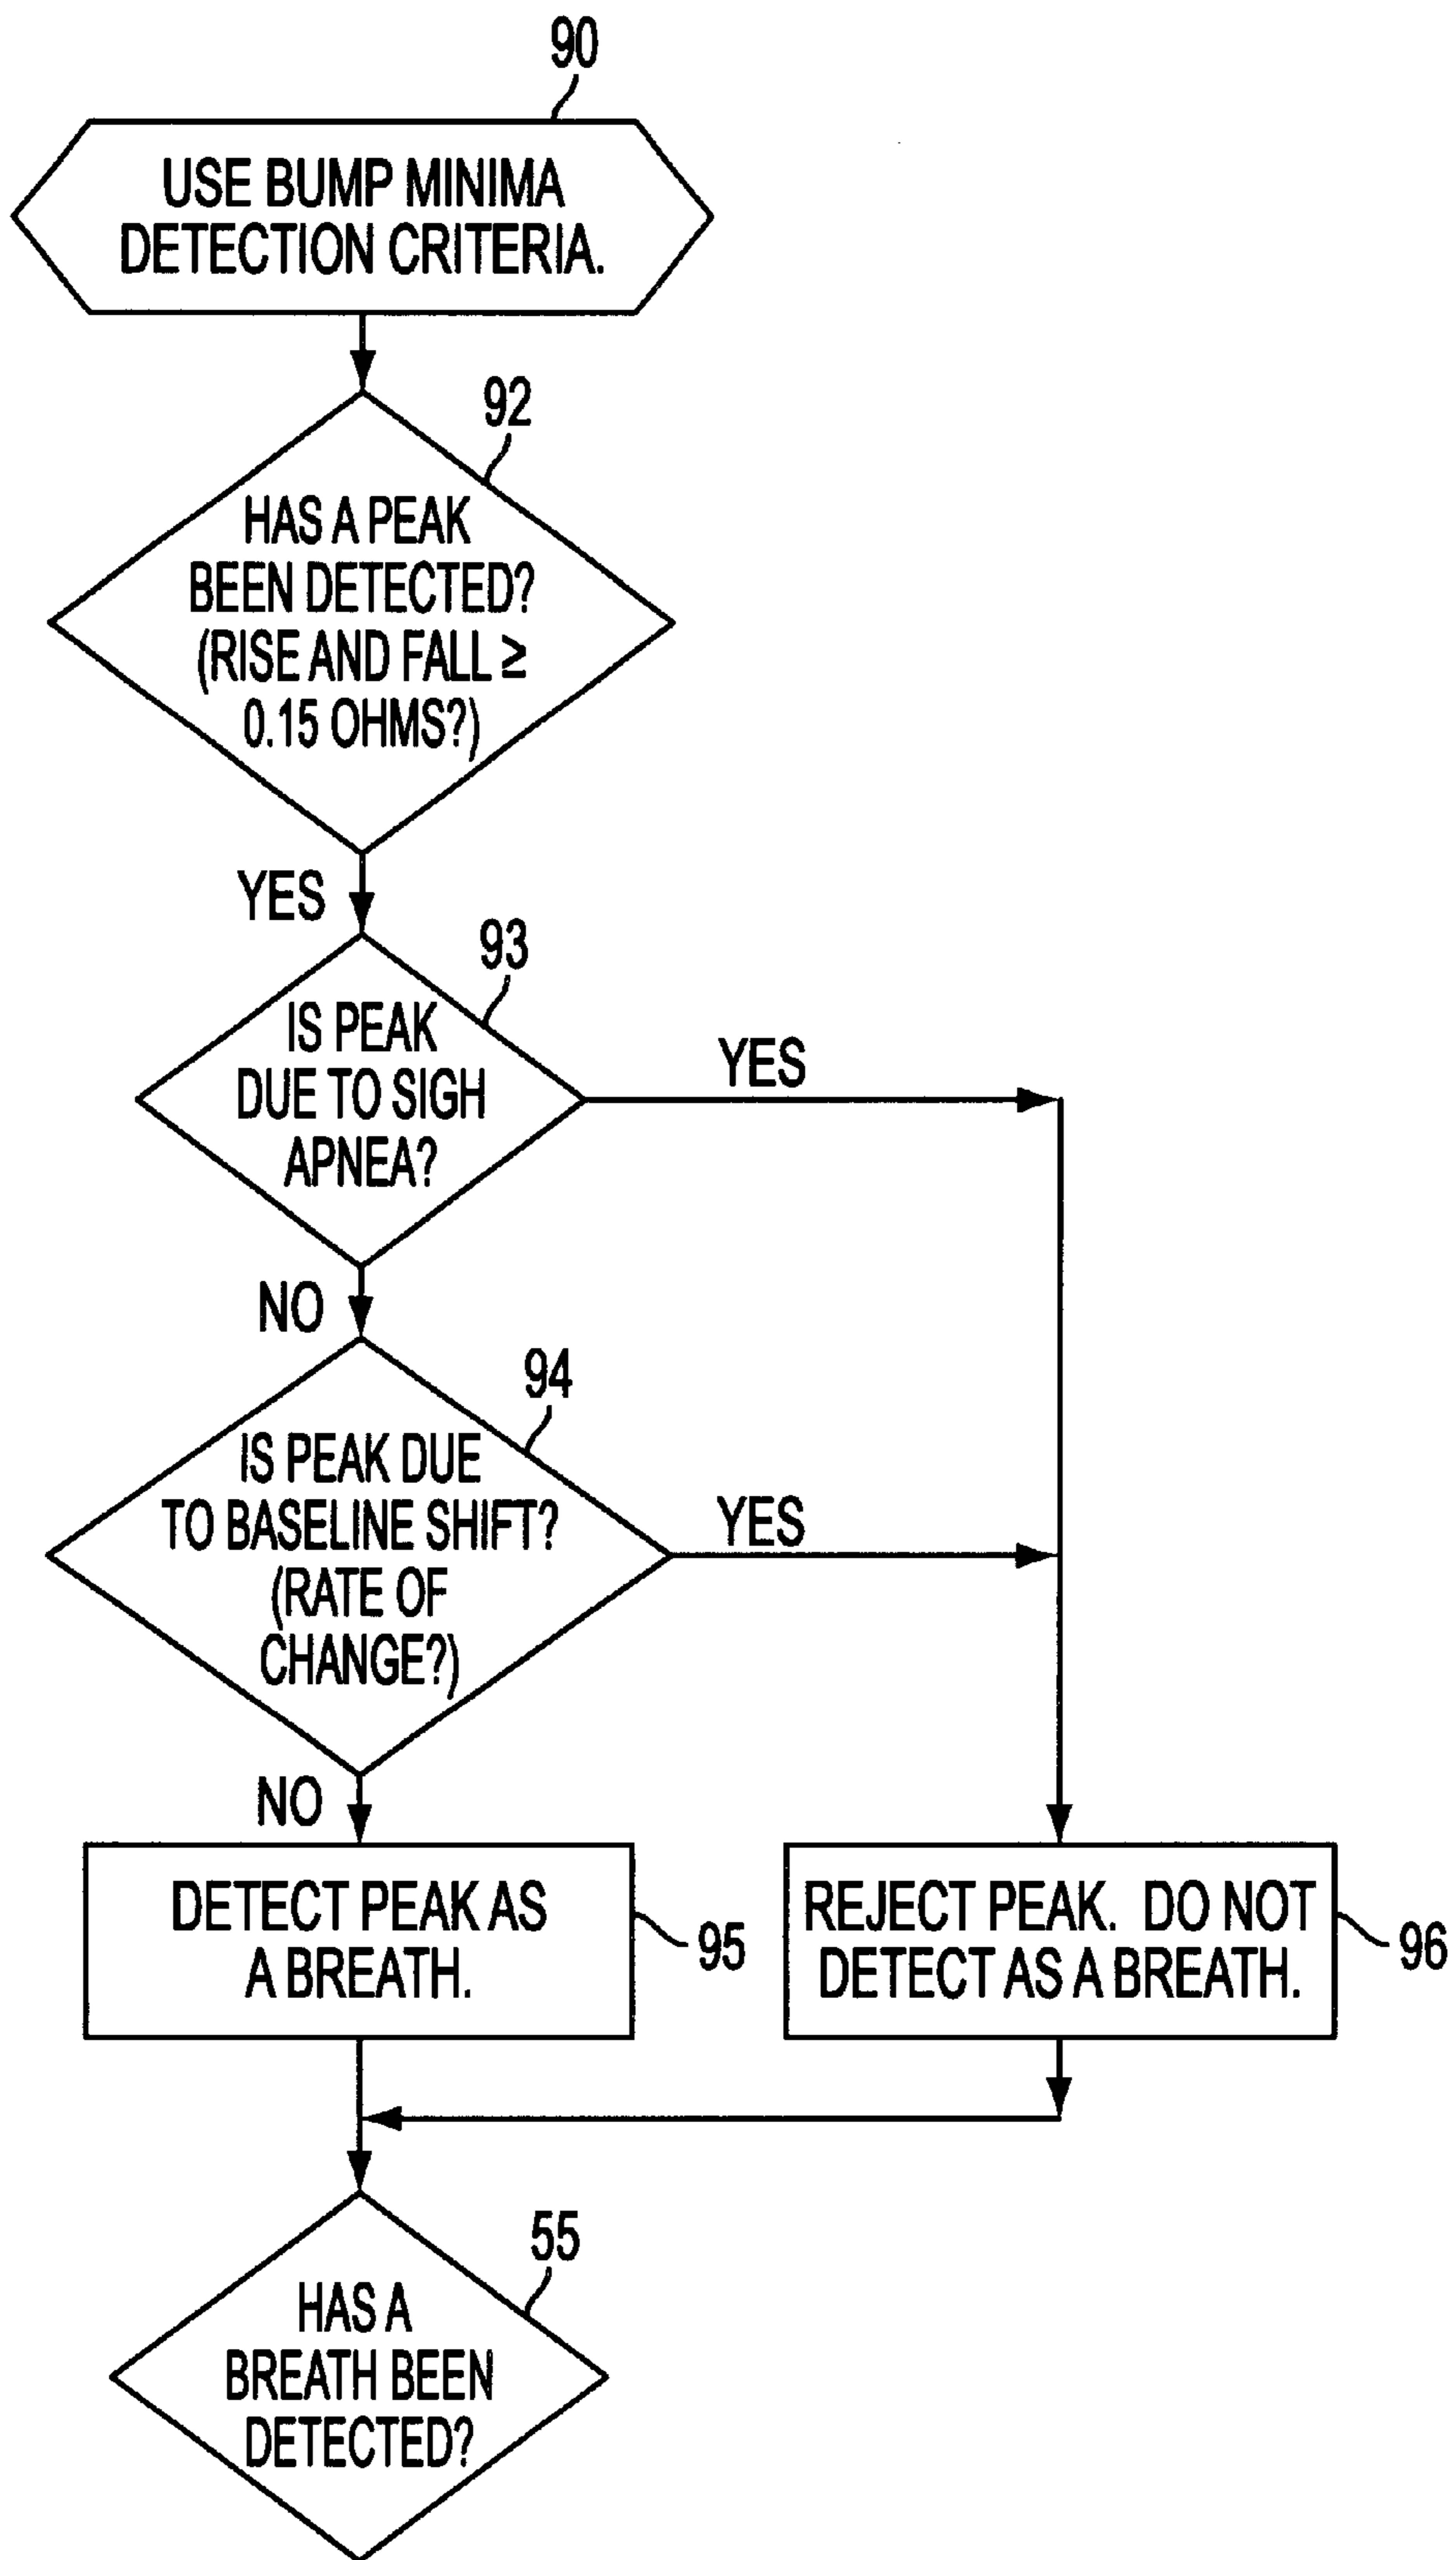 90
USE BUMP MINIMA
DETECTION CRITERIA.
92
HAS A PEAK
BEEN DETECTED?
(RISE AND FALL ≥
0.15 OHMS?)
YES
93
IS PEAK
DUE TO SIGH
APNEA?
YES
NO
94
IS PEAK DUE
TO BASELINE SHIFT?
(RATE OF
CHANGE?)
YES
NO
DETECT PEAK AS
A BREATH.
95
REJECT PEAK. DO NOT
DETECT AS A BREATH.
96
55
HAS A
BREATH BEEN
DETECTED?